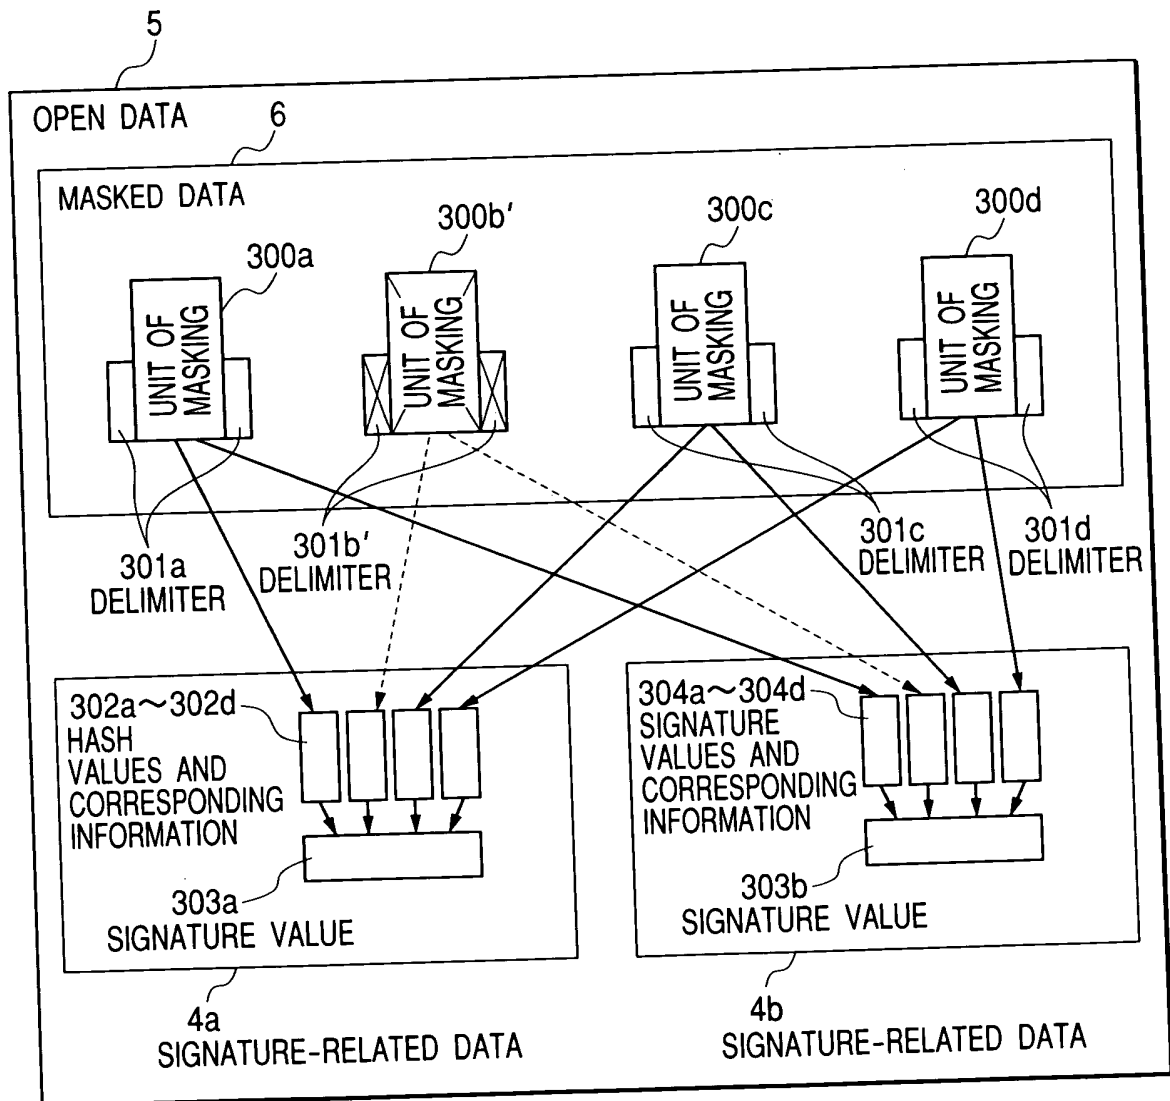 5
OPEN DATA
6
MASKED DATA
300a
300b'
300c
300d
UNIT OF
MASKING
UNIT OF
MASKING
UNIT OF
MASKING
UNIT OF
MASKING
301a
DELIMITER
301b'
DELIMITER
301c
DELIMITER
301d
DELIMITER
302a～302d
HASH
VALUES AND
CORRESPONDING
INFORMATION
303a
SIGNATURE VALUE
304a～304d
SIGNATURE
VALUES AND
CORRESPONDING
INFORMATION
303b
SIGNATURE VALUE
4a
SIGNATURE-RELATED DATA
4b
SIGNATURE-RELATED DATA